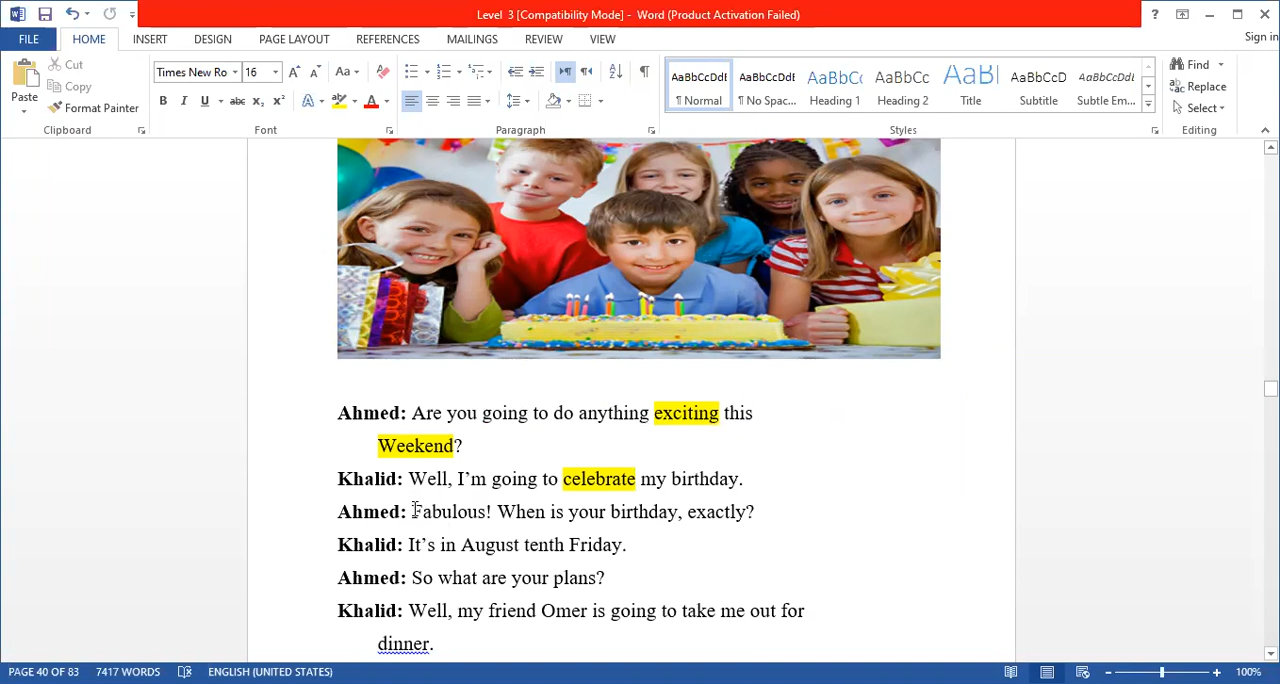 Level 3 [Compatibility Mode] - Word (Product Activation Failed)
FILE HOME INSERT DESIGN PAGE LAYOUT REFERENCES MAILINGS REVIEW VIEW Sign in
Paste
Cut
Copy
Format Painter
Clipboard
Times New Ro 16
Font
Paragraph
AaBbCcDdI AaBbCcDdI AaBbCc AaBbCc AaBl AaBbCcD AaBbCcDdI
¶ Normal ¶ No Spac... Heading 1 Heading 2 Title Subtitle Subtle Em...
Styles
Find
Replace
Select
Editing
Ahmed: Are you going to do anything exciting this
Weekend?
Khalid: Well, I’m going to celebrate my birthday.
Ahmed: Fabulous! When is your birthday, exactly?
Khalid: It’s in August tenth Friday.
Ahmed: So what are your plans?
Khalid: Well, my friend Omer is going to take me out for
dinner.
PAGE 40 OF 83 7417 WORDS ENGLISH (UNITED STATES) 100%